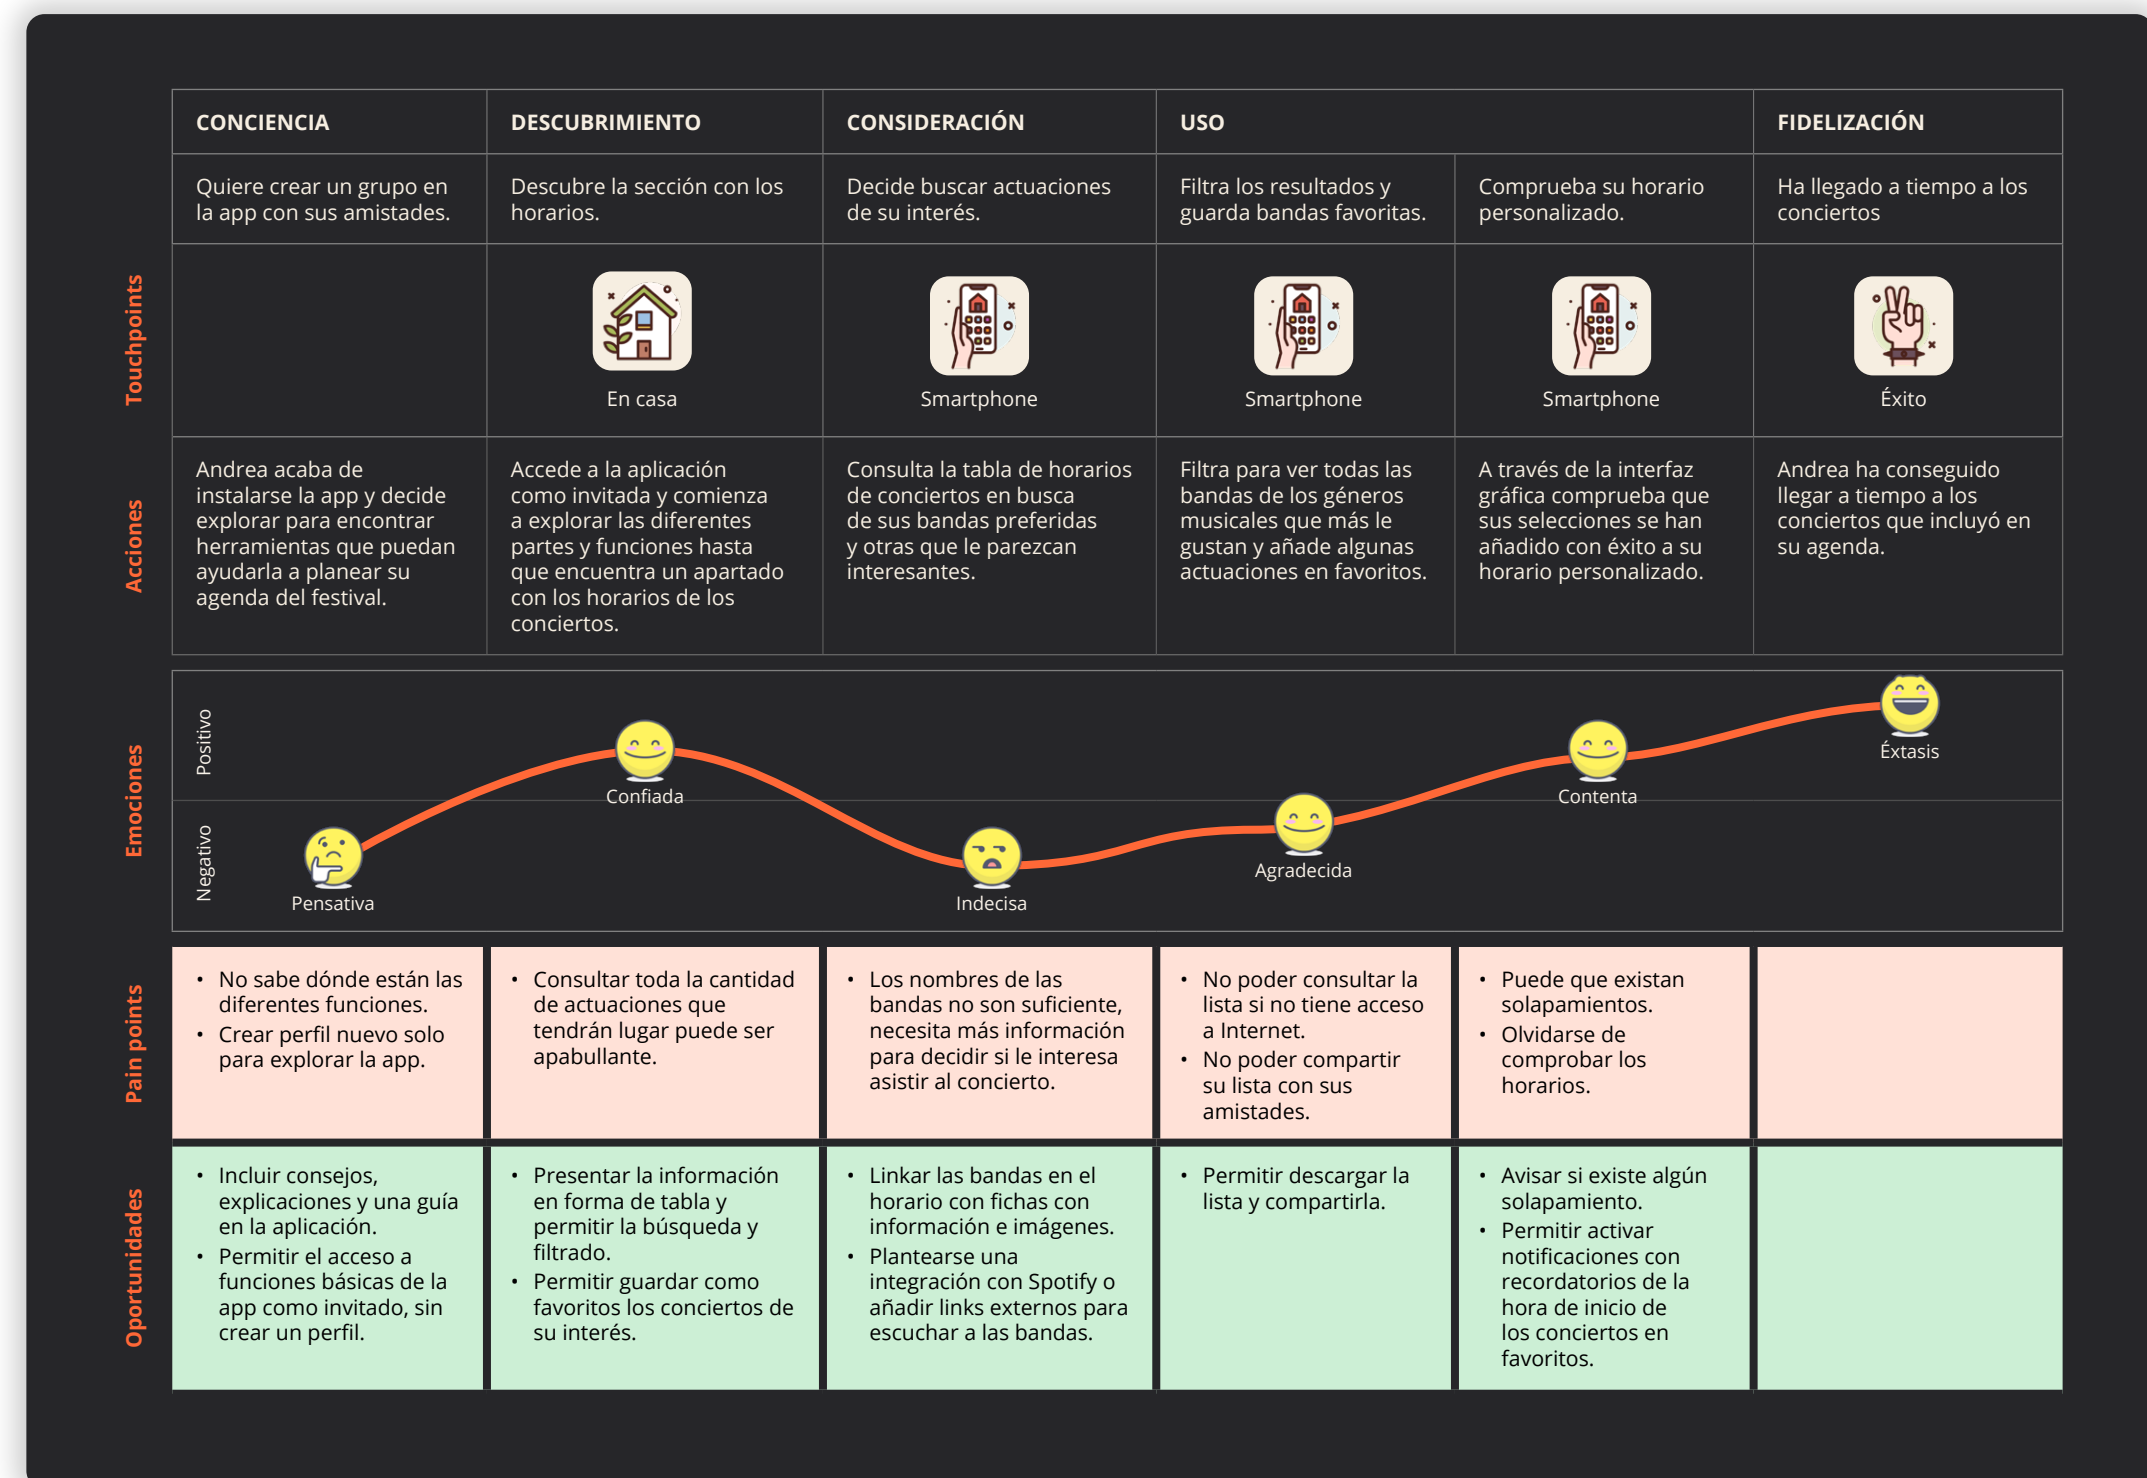 CONCIENCIA
DESCUBRIMIENTO
CONSIDERACIÓN
USO
FIDELIZACIÓN
Quiere crear un grupo en
la app con sus amistades.
Descubre la sección con los
horarios.
Decide buscar actuaciones
de su interés.
Filtra los resultados y
guarda bandas favoritas.
Comprueba su horario
personalizado.
Ha llegado a tiempo a los
conciertos
Touchpoints
En casa
Smartphone
Smartphone
Smartphone
Éxito
Acciones
Andrea acaba de
instalarse la app y decide
explorar para encontrar
herramientas que puedan
ayudarla a planear su
agenda del festival.
Accede a la aplicación
como invitada y comienza
a explorar las diferentes
partes y funciones hasta
que encuentra un apartado
con los horarios de los
conciertos.
Consulta la tabla de horarios
de conciertos en busca
de sus bandas preferidas
y otras que le parezcan
interesantes.
Filtra para ver todas las
bandas de los géneros
musicales que más le
gustan y añade algunas
actuaciones en favoritos.
A través de la interfaz
gráfica comprueba que
sus selecciones se han
añadido con éxito a su
horario personalizado.
Andrea ha conseguido
llegar a tiempo a los
conciertos que incluyó en
su agenda.
Emociones
Positivo
Negativo
Pensativa
Confiada
Indecisa
Agradecida
Contenta
Éxtasis
Pain points
• No sabe dónde están las
diferentes funciones.
• Crear perfil nuevo solo
para explorar la app.
• Consultar toda la cantidad
de actuaciones que
tendrán lugar puede ser
apabullante.
• Los nombres de las
bandas no son suficiente,
necesita más información
para decidir si le interesa
asistir al concierto.
• No poder consultar la
lista si no tiene acceso
a Internet.
• No poder compartir
su lista con sus
amistades.
• Puede que existan
solapamientos.
• Olvidarse de
comprobar los
horarios.
Oportunidades
• Incluir consejos,
explicaciones y una guía
en la aplicación.
• Permitir el acceso a
funciones básicas de la
app como invitado, sin
crear un perfil.
• Presentar la información
en forma de tabla y
permitir la búsqueda y
filtrado.
• Permitir guardar como
favoritos los conciertos de
su interés.
• Linkar las bandas en el
horario con fichas con
información e imágenes.
• Plantearse una
integración con Spotify o
añadir links externos para
escuchar a las bandas.
• Permitir descargar la
lista y compartirla.
• Avisar si existe algún
solapamiento.
• Permitir activar
notificaciones con
recordatorios de la
hora de inicio de
los conciertos en
favoritos.